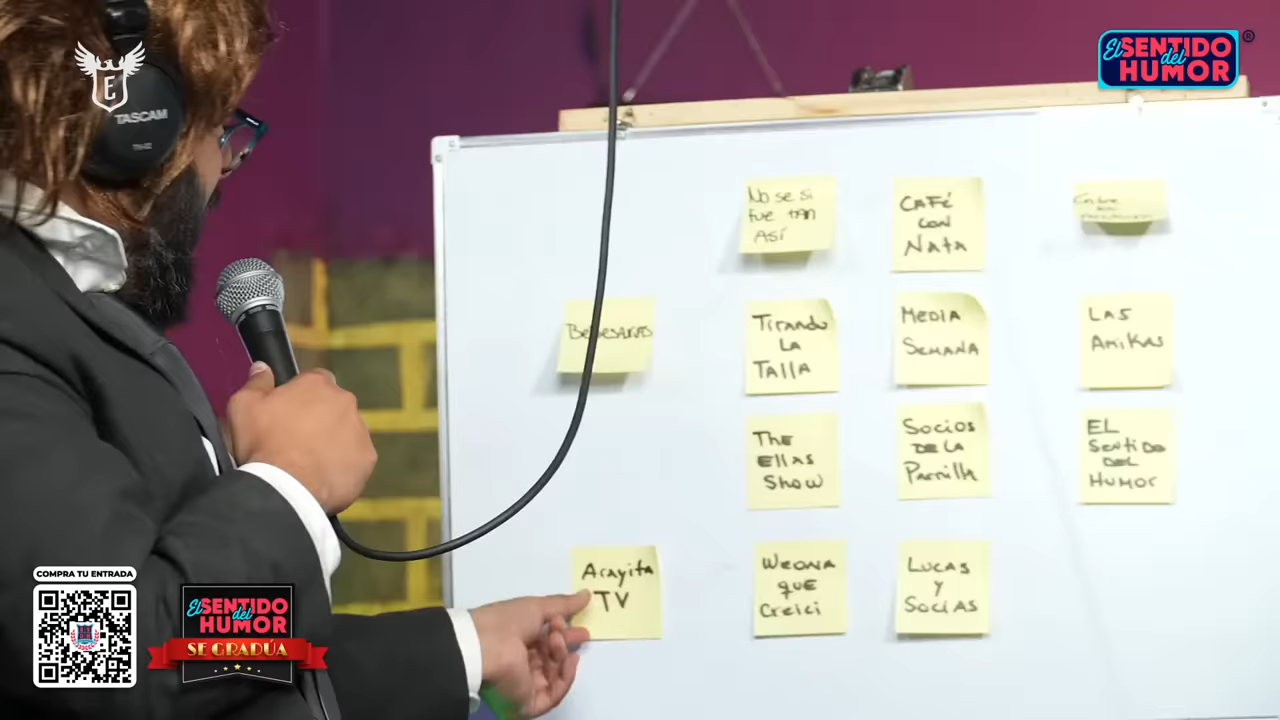 E
TASCAM
TH-02
El SENTIDO
del
HUMOR
®
No se si
fue tan
Así
CAFé
con
Nata
Tirando
LA
Talla
MEDIA
SEMANA
LAS
AMIKAS
The
Ellas
Show
Socios
DE LA
Parrilla
EL
Sentido
DEL
HUMOR
Acayita
TV
Weona
que
Creici
Lucas
y
Socias
COMPRA TU ENTRADA
El SENTIDO
del
HUMOR
SE GRADÚA